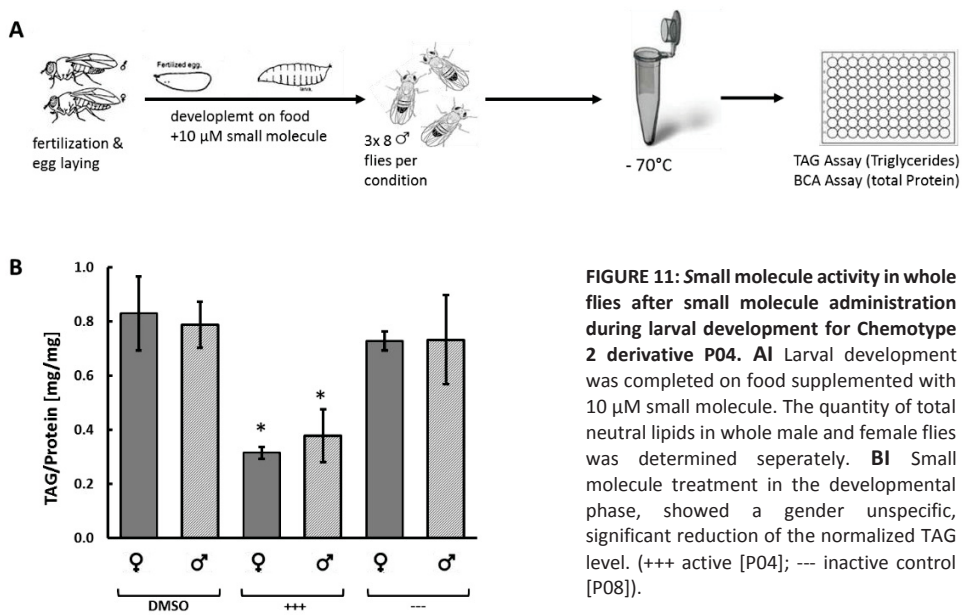 A
Fertilized egg.
larva.
developlemt on food
+10 µM small molecule
fertilization &
egg laying
3x 8 ♂
flies per
condition
- 70°C
TAG Assay (Triglycerides)
BCA Assay (total Protein)
B
TAG/Protein [mg/mg]
1.0
0.8
0.6
0.4
0.2
0.0
* *
♀ ♂ ♀ ♂ ♀ ♂
DMSO +++ ---
FIGURE 11: Small molecule activity in whole
flies after small molecule administration
during larval development for Chemotype
2 derivative P04. AI Larval development
was completed on food supplemented with
10 µM small molecule. The quantity of total
neutral lipids in whole male and female flies
was determined seperately. BI Small
molecule treatment in the developmental
phase, showed a gender unspecific,
significant reduction of the normalized TAG
level. (+++ active [P04]; --- inactive control
[P08]).